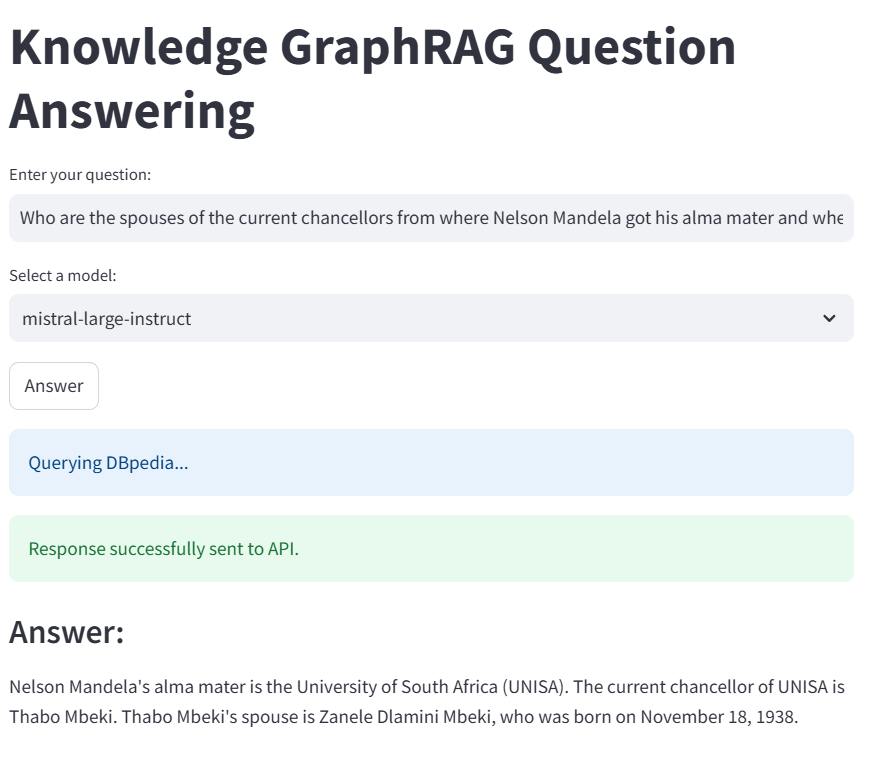 Knowledge GraphRAG Question
Answering
Enter your question:
Who are the spouses of the current chancellors from where Nelson Mandela got his alma mater and whe
Select a model:
mistral-large-instruct
Answer
Querying DBpedia...
Response successfully sent to API.
Answer:
Nelson Mandela's alma mater is the University of South Africa (UNISA). The current chancellor of UNISA is
Thabo Mbeki. Thabo Mbeki's spouse is Zanele Dlamini Mbeki, who was born on November 18, 1938.